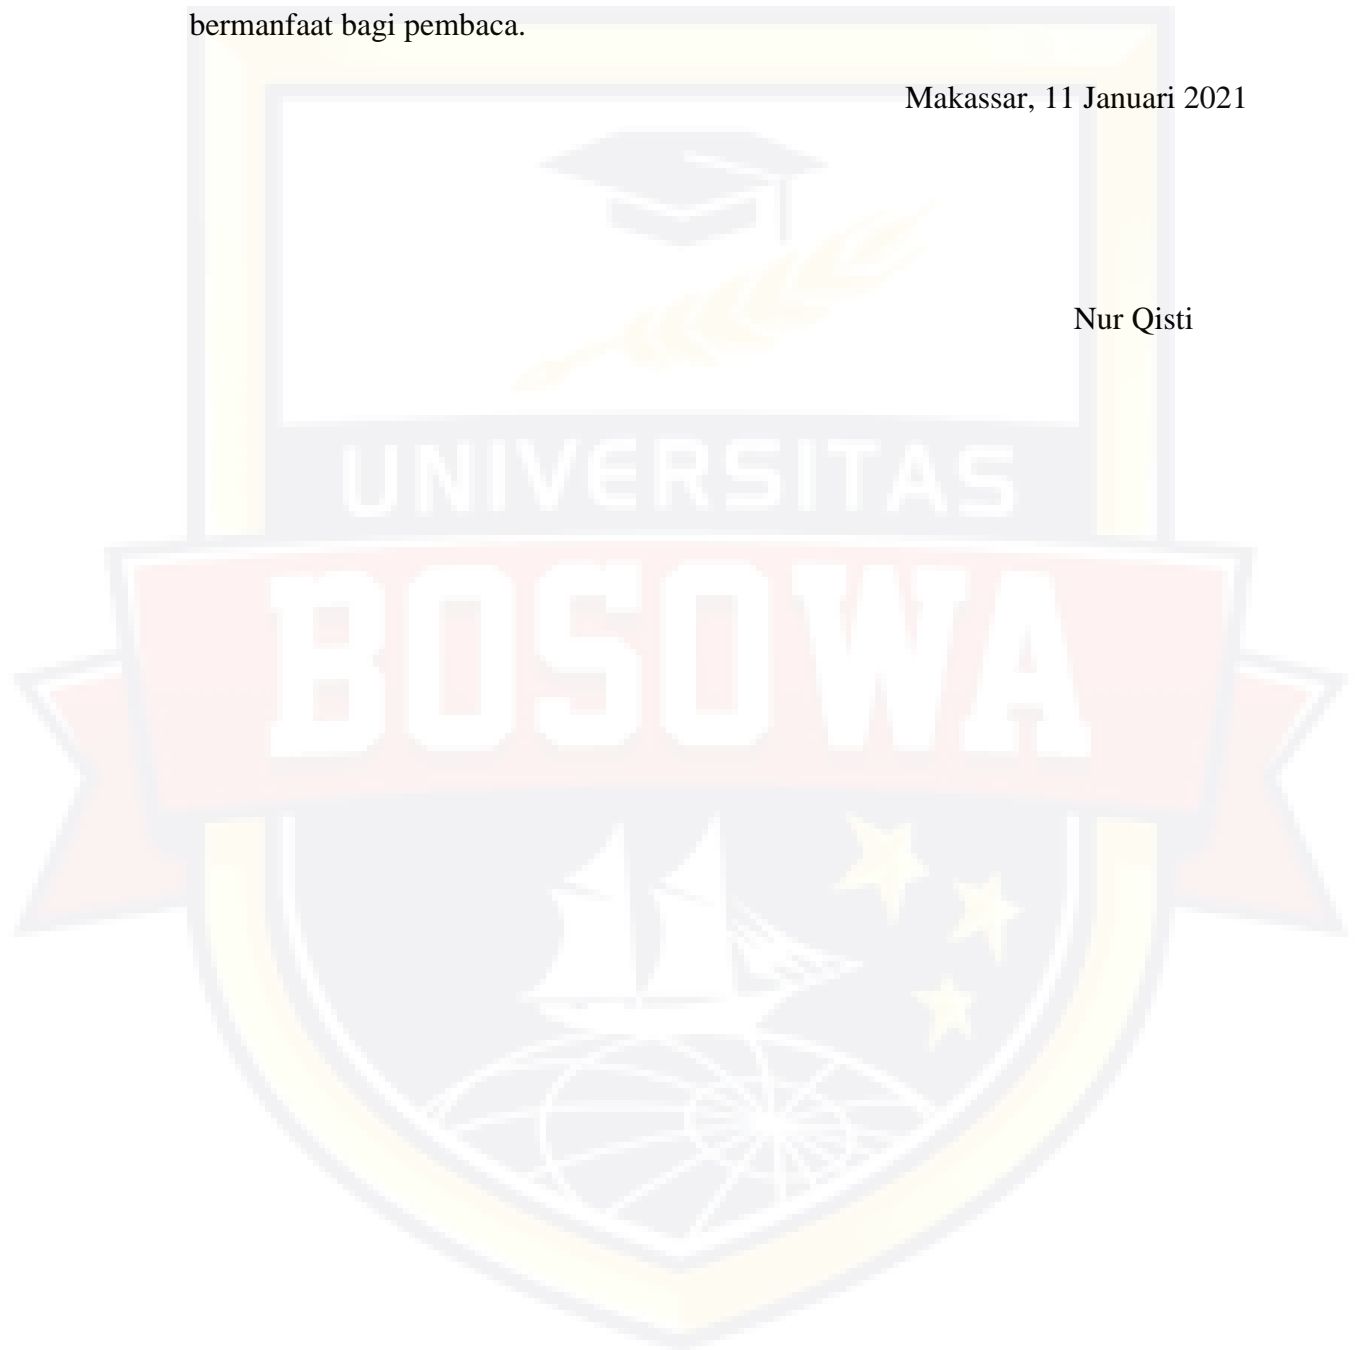 bermanfaat bagi pembaca.
Makassar, 11 Januari 2021
Nur Qisti
UNIVERSITAS
BOSOWA